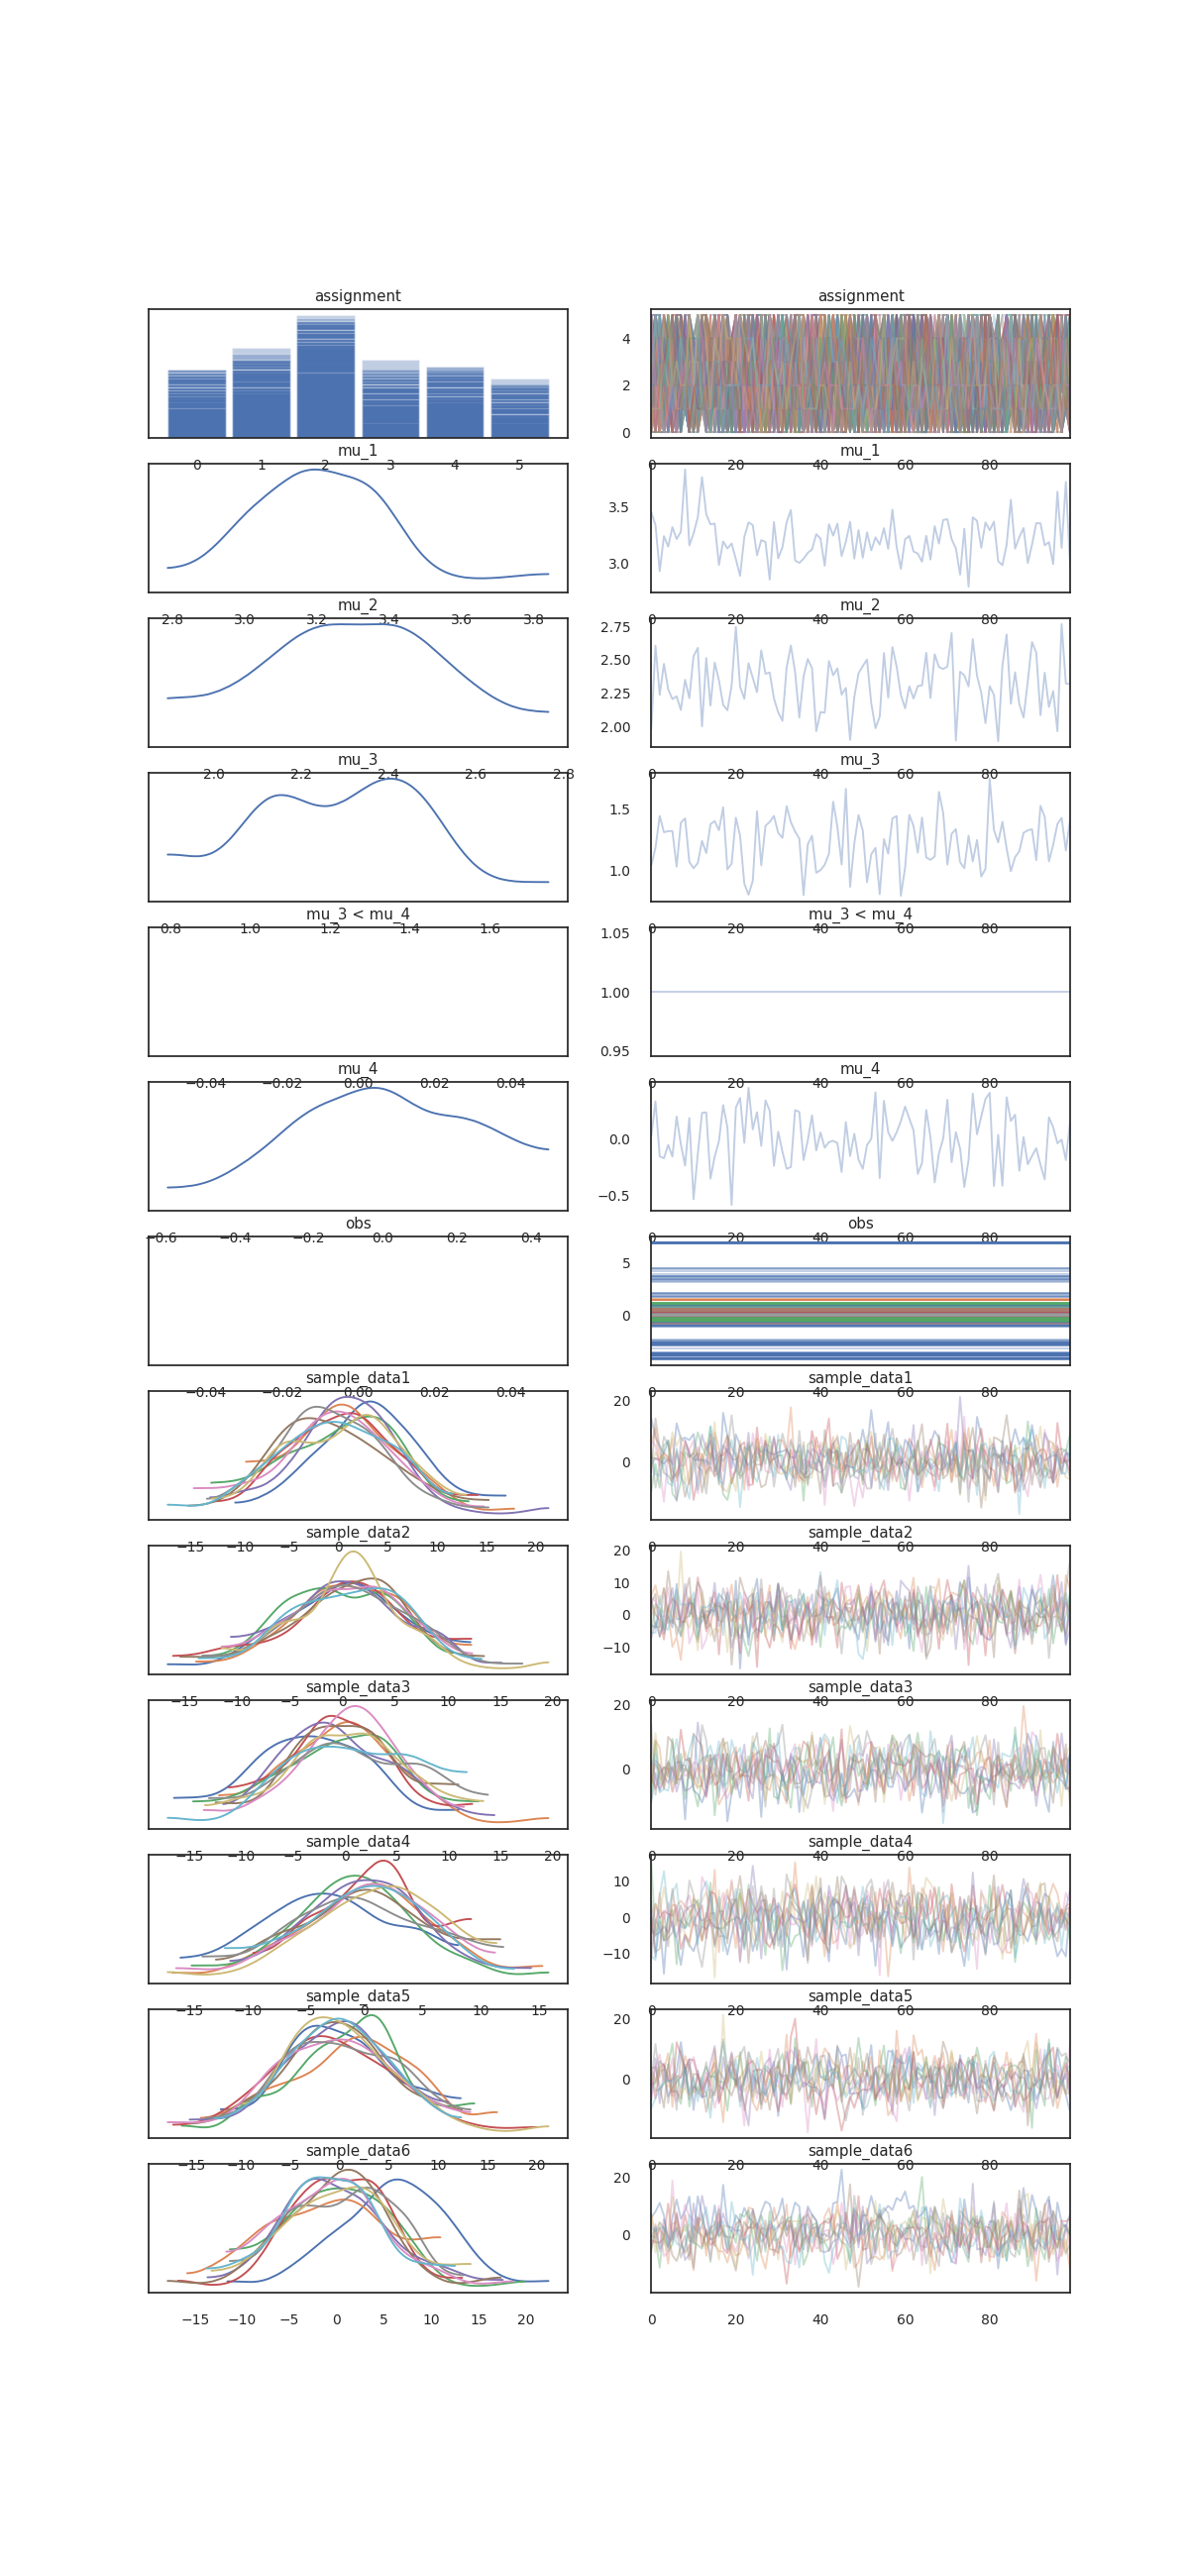 assignment assignment
4
2
0
0 1 2 3 4 5 0 20 40 60 80
mu_1 mu_1
3.5
3.0
2.8 3.0 3.2 3.4 3.6 3.8 0 20 40 60 80
mu_2 mu_2
2.75
2.50
2.25
2.00
2.0 2.2 2.4 2.6 2.8 0 20 40 60 80
mu_3 mu_3
1.5
1.0
0.8 1.0 1.2 1.4 1.6 0 20 40 60 80
mu_3 < mu_4 mu_3 < mu_4
1.05
1.00
0.95
−0.04 −0.02 0.00 0.02 0.04 0 20 40 60 80
mu_4 mu_4
0.0
−0.5
−0.6 −0.4 −0.2 0.0 0.2 0.4 0 20 40 60 80
obs obs
5
0
−0.04 −0.02 0.00 0.02 0.04 0 20 40 60 80
sample_data1 sample_data1
20
0
−15 −10 −5 0 5 10 15 20 0 20 40 60 80
sample_data2 sample_data2
20
10
0
−10
−15 −10 −5 0 5 10 15 20 0 20 40 60 80
sample_data3 sample_data3
20
0
−15 −10 −5 0 5 10 15 20 0 20 40 60 80
sample_data4 sample_data4
10
0
−10
−15 −10 −5 0 5 10 15 0 20 40 60 80
sample_data5 sample_data5
20
0
−15 −10 −5 0 5 10 15 20 0 20 40 60 80
sample_data6 sample_data6
20
0
−15 −10 −5 0 5 10 15 20 0 20 40 60 80